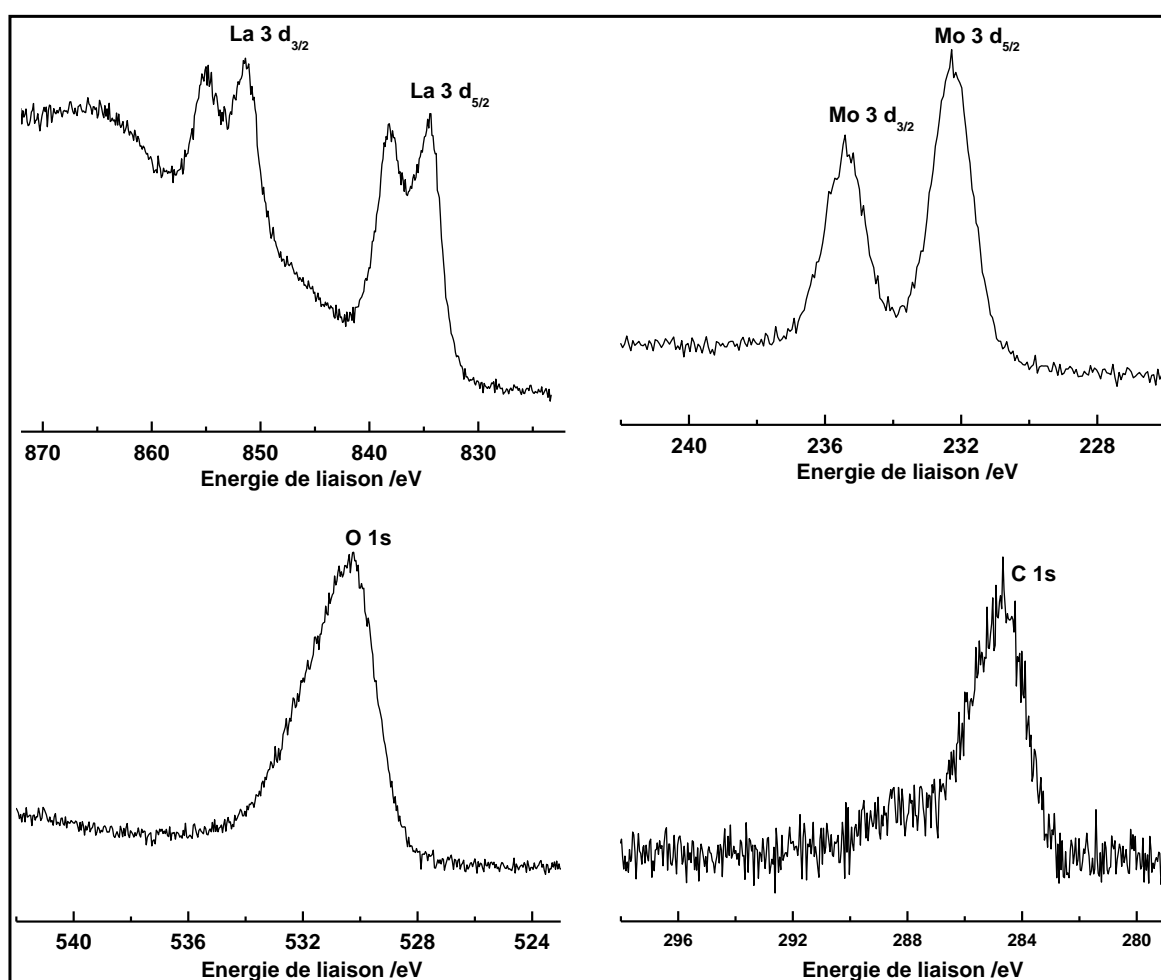 La 3 d3/2
La 3 d5/2
870 860 850 840 830
Energie de liaison /eV
Mo 3 d5/2
Mo 3 d3/2
240 236 232 228
Energie de liaison /eV
O 1s
540 536 532 528 524
Energie de liaison /eV
C 1s
296 292 288 284 280
Energie de liaison /eV